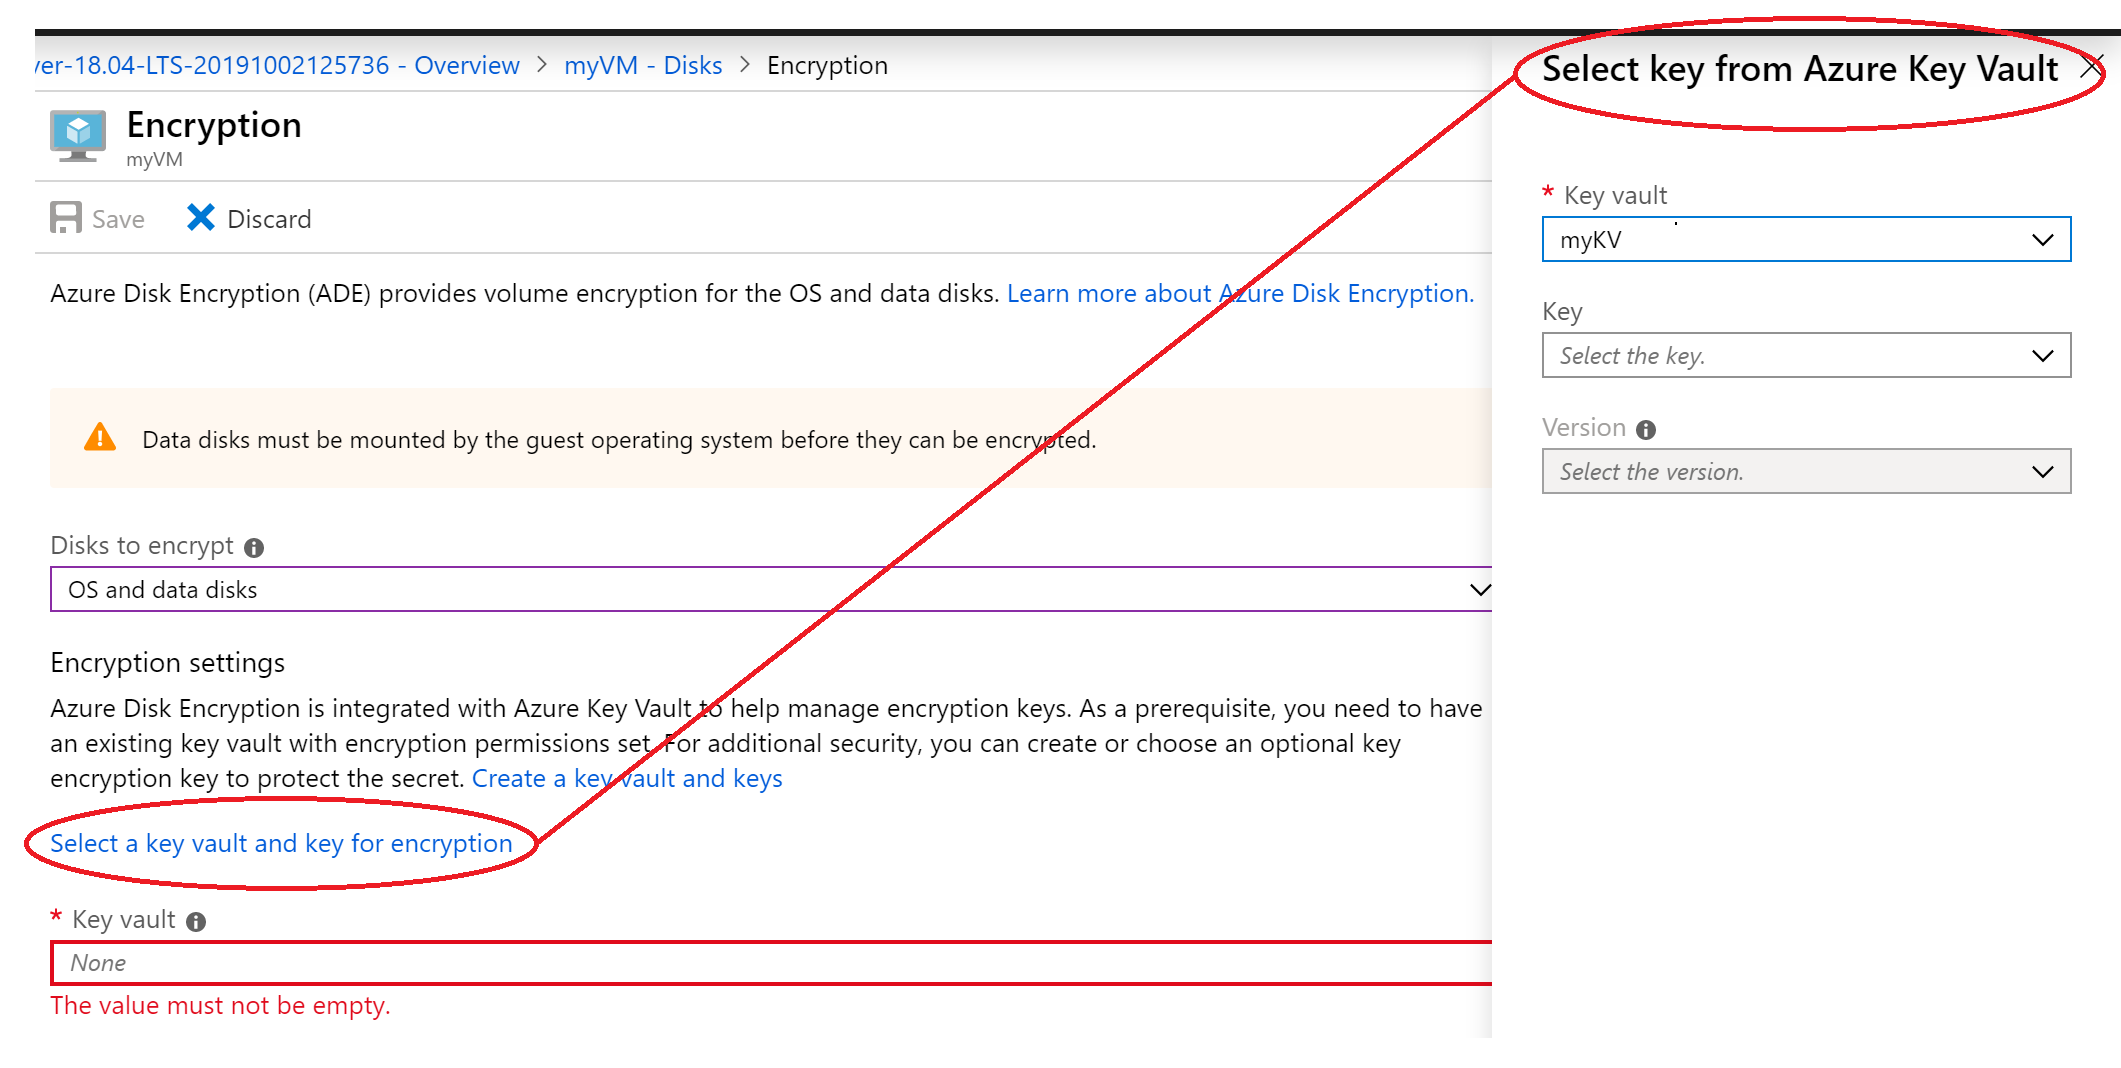 ver-18.04-LTS-20191002125736 - Overview > myVM - Disks > Encryption
Encryption
myVM
Save Discard
Azure Disk Encryption (ADE) provides volume encryption for the OS and data disks. Learn more about Azure Disk Encryption.
Data disks must be mounted by the guest operating system before they can be encrypted.
Disks to encrypt
OS and data disks
Encryption settings
Azure Disk Encryption is integrated with Azure Key Vault to help manage encryption keys. As a prerequisite, you need to have
an existing key vault with encryption permissions set. For additional security, you can create or choose an optional key
encryption key to protect the secret. Create a key vault and keys
Select a key vault and key for encryption
* Key vault
None
The value must not be empty.
Select key from Azure Key Vault
* Key vault
myKV
Key
Select the key.
Version
Select the version.